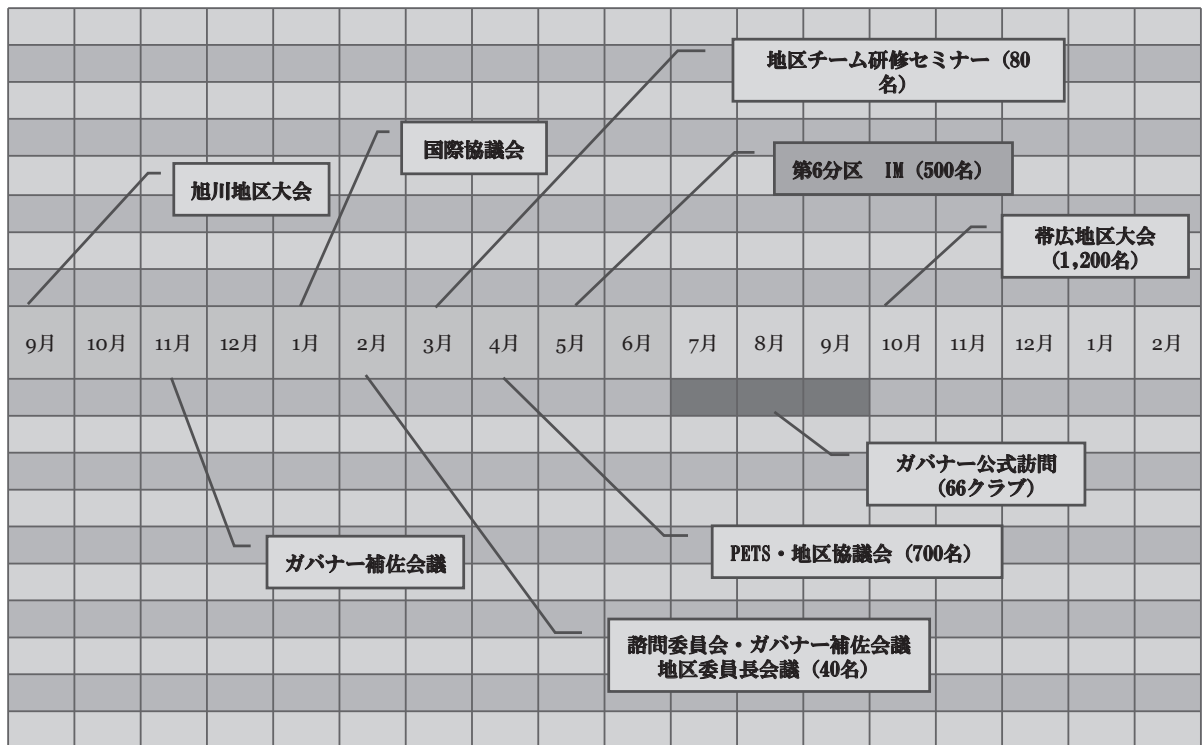 地区チーム研修セミナー（80
名）
国際協議会
第6分区　IM（500名）
旭川地区大会
帯広地区大会
（1,200名）
9月 10月 11月 12月 1月 2月 3月 4月 5月 6月 7月 8月 9月 10月 11月 12月 1月 2月
ガバナー公式訪問
（66クラブ）
ガバナー補佐会議
PETS・地区協議会（700名）
諮問委員会・ガバナー補佐会議
地区委員長会議（40名）